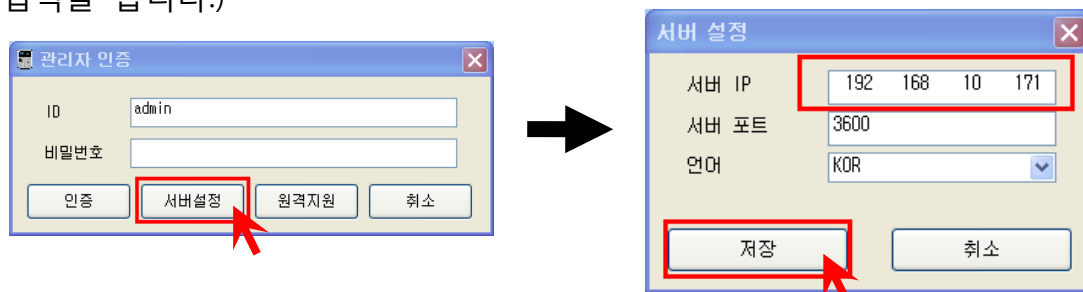 니다.)
관리자 인증
ID admin
비밀번호
인증 서버설정 원격지원 취소
서버 설정
서버 IP 192 168 10 171
서버 포트 3600
언어 KOR
저장 취소